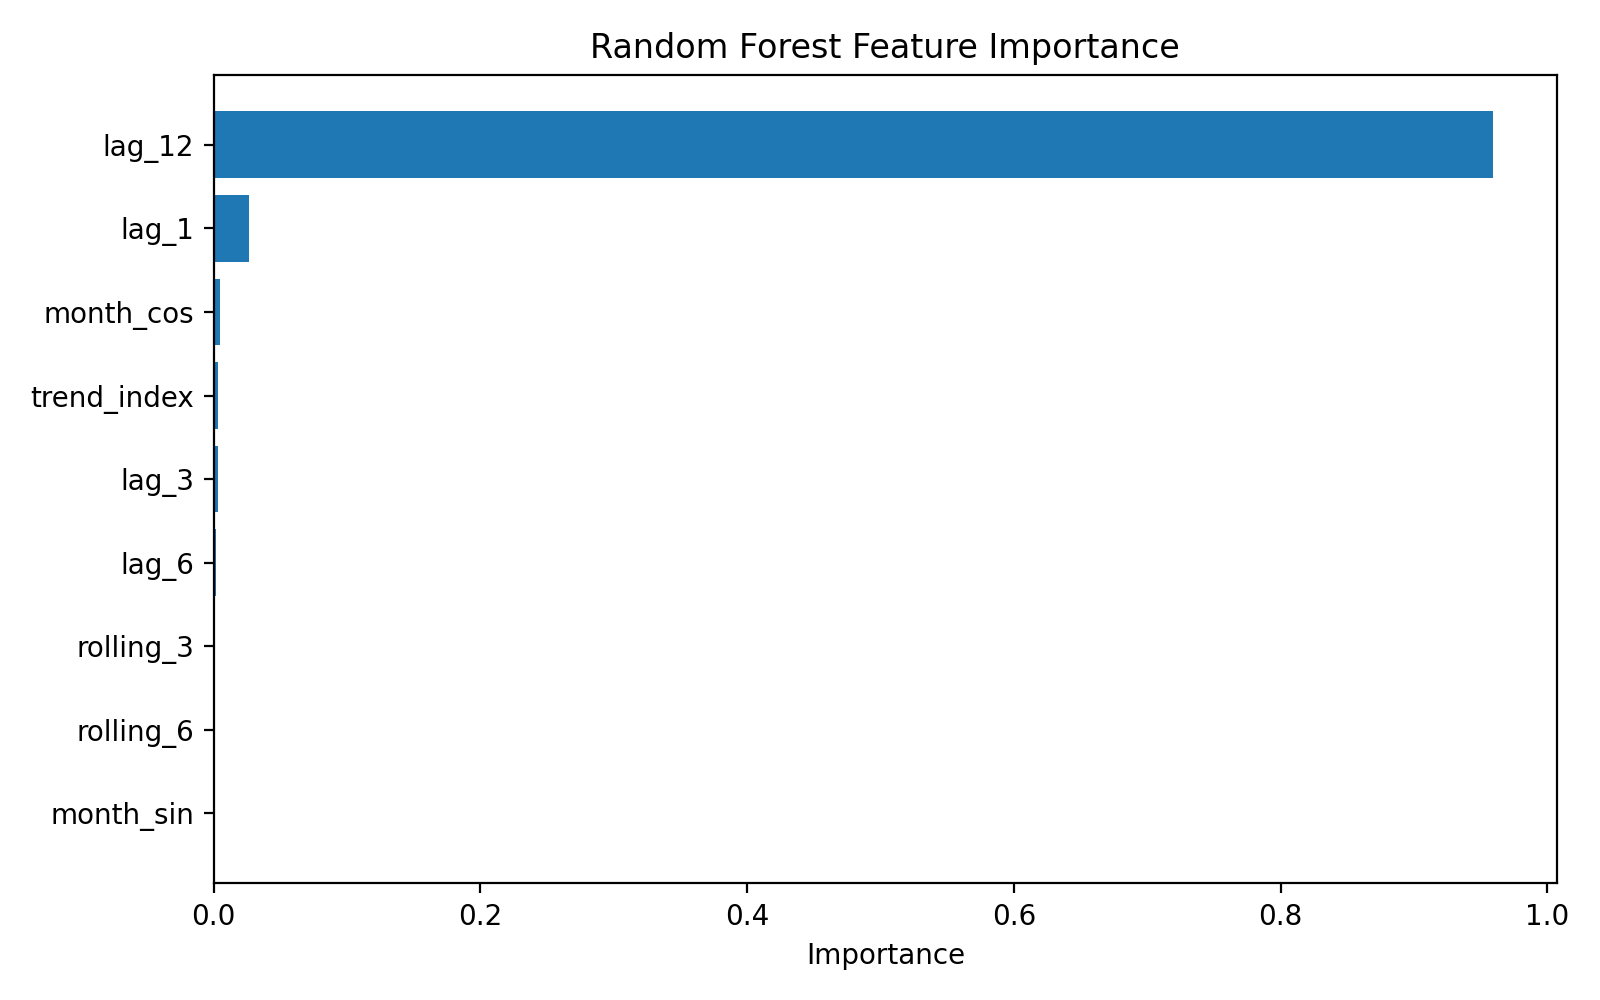 Random Forest Feature Importance
lag_12
lag_1
month_cos
trend_index
lag_3
lag_6
rolling_3
rolling_6
month_sin
0.0 0.2 0.4 0.6 0.8 1.0
Importance